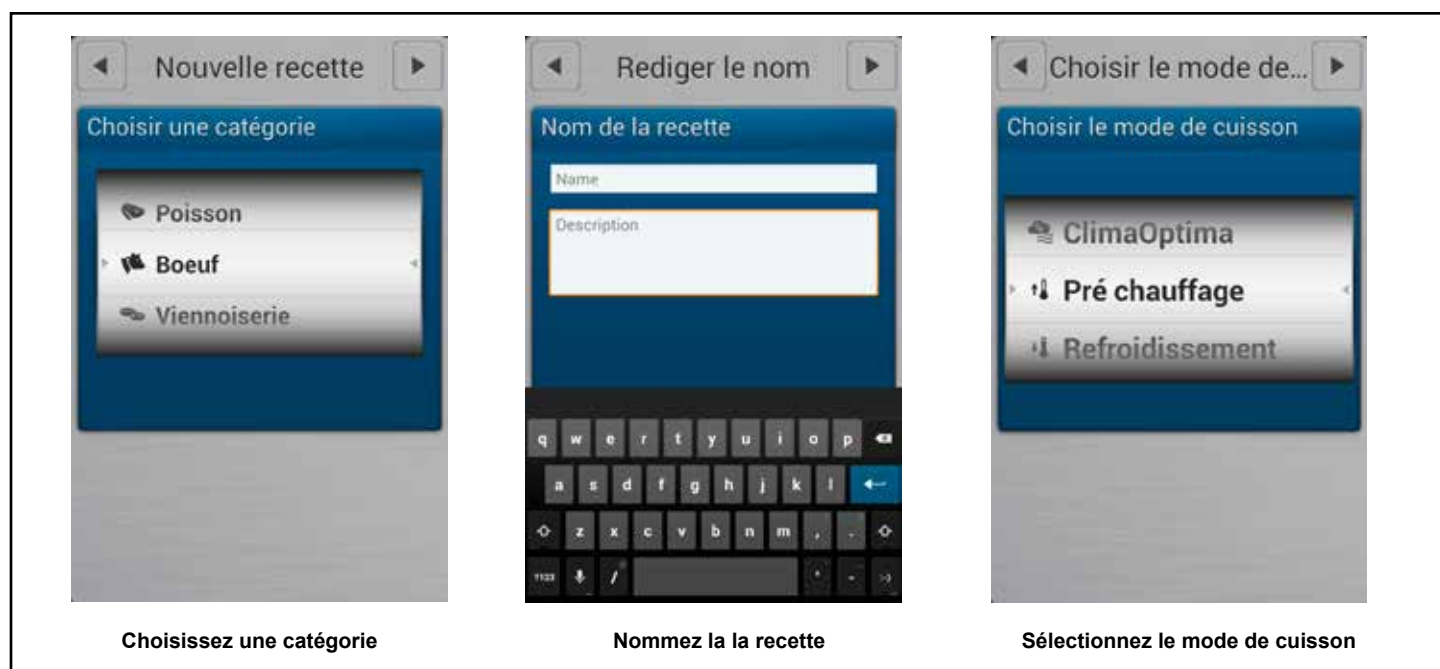 Nouvelle recette
Choisir une catégorie
Poisson
Boeuf
Viennoiserie
Choisissez une catégorie
Rediger le nom
Nom de la recette
Name
Description
q w e r t y u i o p
a s d f g h j k l
z x c v b n m , .
?123 / ' - :-)
Nommez la la recette
Choisir le mode de...
Choisir le mode de cuisson
ClimaOptima
Pré chauffage
Refroidissement
Sélectionnez le mode de cuisson